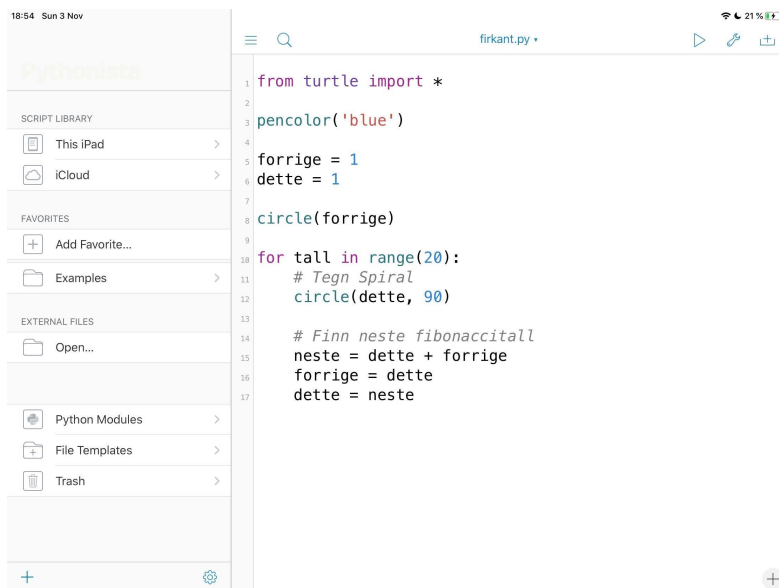 18:54 Sun 3 Nov
21 %
firkant.py
Pythonista
SCRIPT LIBRARY
This iPad
iCloud
FAVORITES
Add Favorite...
Examples
EXTERNAL FILES
Open...
Python Modules
File Templates
Trash
1 from turtle import *
2
3 pencolor('blue')
4
5 forrige = 1
6 dette = 1
7
8 circle(forrige)
9
10 for tall in range(20):
11     # Tegn Spiral
12     circle(dette, 90)
13
14     # Finn neste fibonaccitall
15     neste = dette + forrige
16     forrige = dette
17     dette = neste